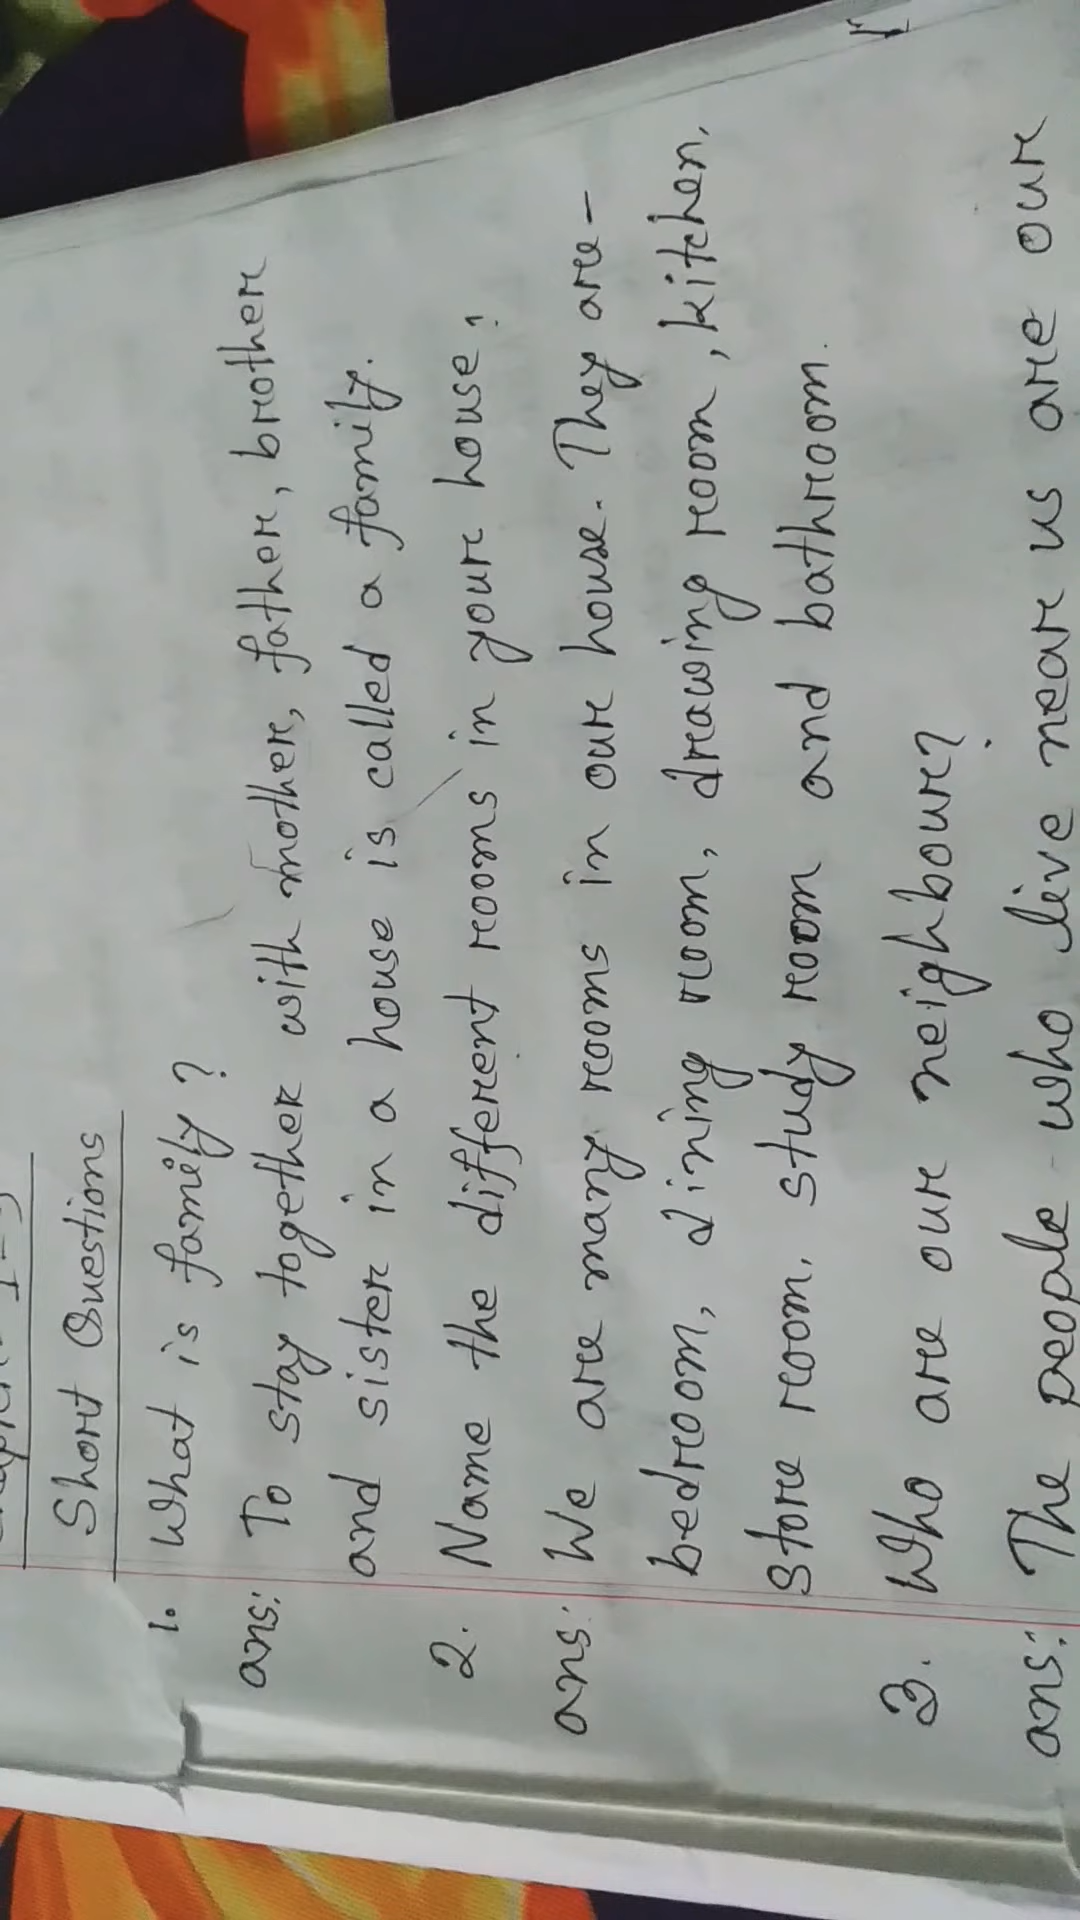 Short Questions
1. What is family?
ans: To stay together with mother, father, brother
and sister in a house is called a family.
2. Name the different rooms in your house?
ans: We are many rooms in our house. They are-
bedroom, dining room, drawing room, kitchen,
Store room, study room and bathroom.
3. Who are our neighbour?
ans: The people who live near us are our